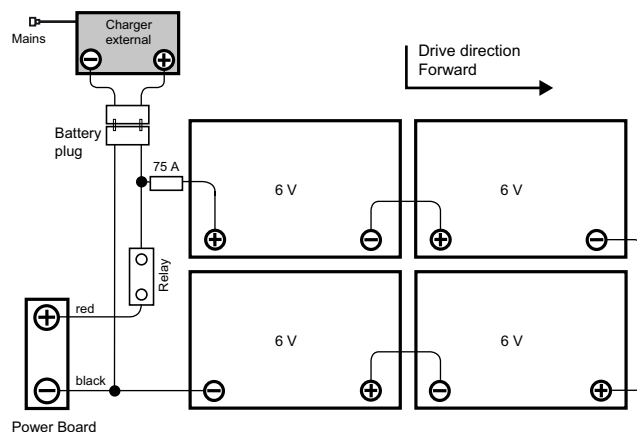 Charger
external
Mains
Drive direction
Forward
Battery
plug
75 A
6 V
6 V
Relay
red
6 V
6 V
black
Power Board